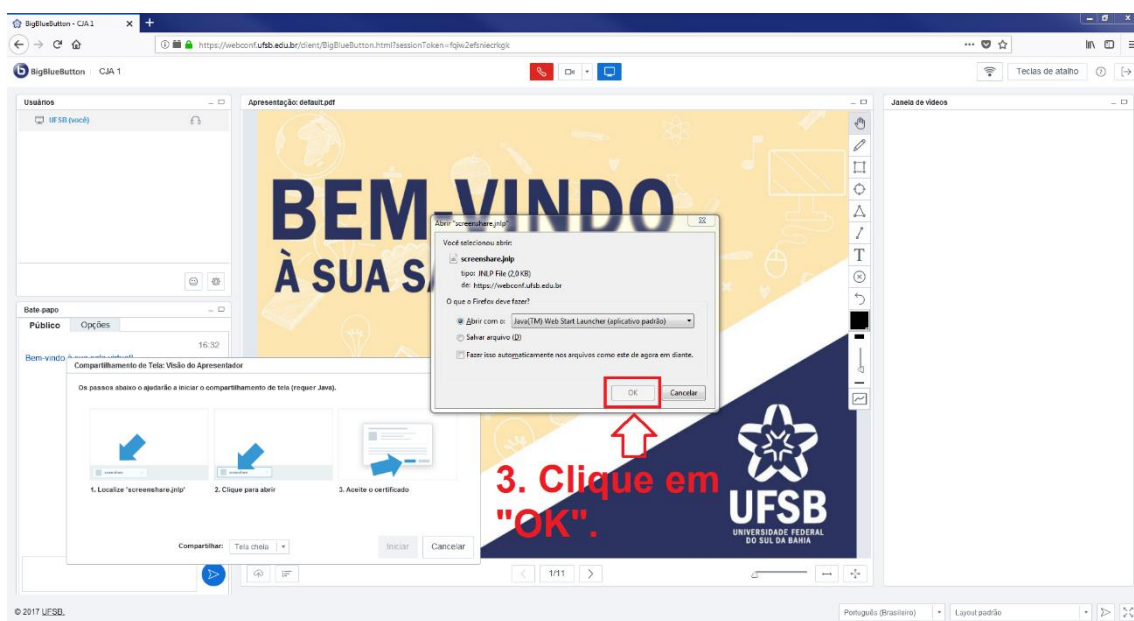 BigBlueButton - CJA 1
https://webconf.ufsb.edu.br/client/BigBlueButton.html?sessionToken=fqiw2efsniecrkgk
BigBlueButton CJA 1
Teclas de atalho
Usuários
Apresentação: default.pdf
Janela de vídeos
UFSB (você)
BEM-VINDO
À SUA S
Abrir "screenshare.jnlp"
Você selecionou abrir:
screenshare.jnlp
tipo: JNLP File (2,0 KB)
de: https://webconf.ufsb.edu.br
O que o Firefox deve fazer?
Abrir com o: Java(TM) Web Start Launcher (aplicativo padrão)
Salvar arquivo (D)
Fazer isso automaticamente nos arquivos como este de agora em diante.
OK Cancelar
Bate-papo
Público Opções
16:32
Bem-vindo
Compartilhamento de Tela: Visão do Apresentador
Os passos abaixo o ajudarão a iniciar o compartilhamento de tela (requer Java).
1. Localize 'screenshare.jnlp'
2. Clique para abrir
3. Aceite o certificado
Compartilhar: Tela cheia
Iniciar Cancelar
3. Clique em
"OK".
UFSB
UNIVERSIDADE FEDERAL
DO SUL DA BAHIA
1/11
© 2017 UFSB.
Português (Brasileiro)
Layout padrão